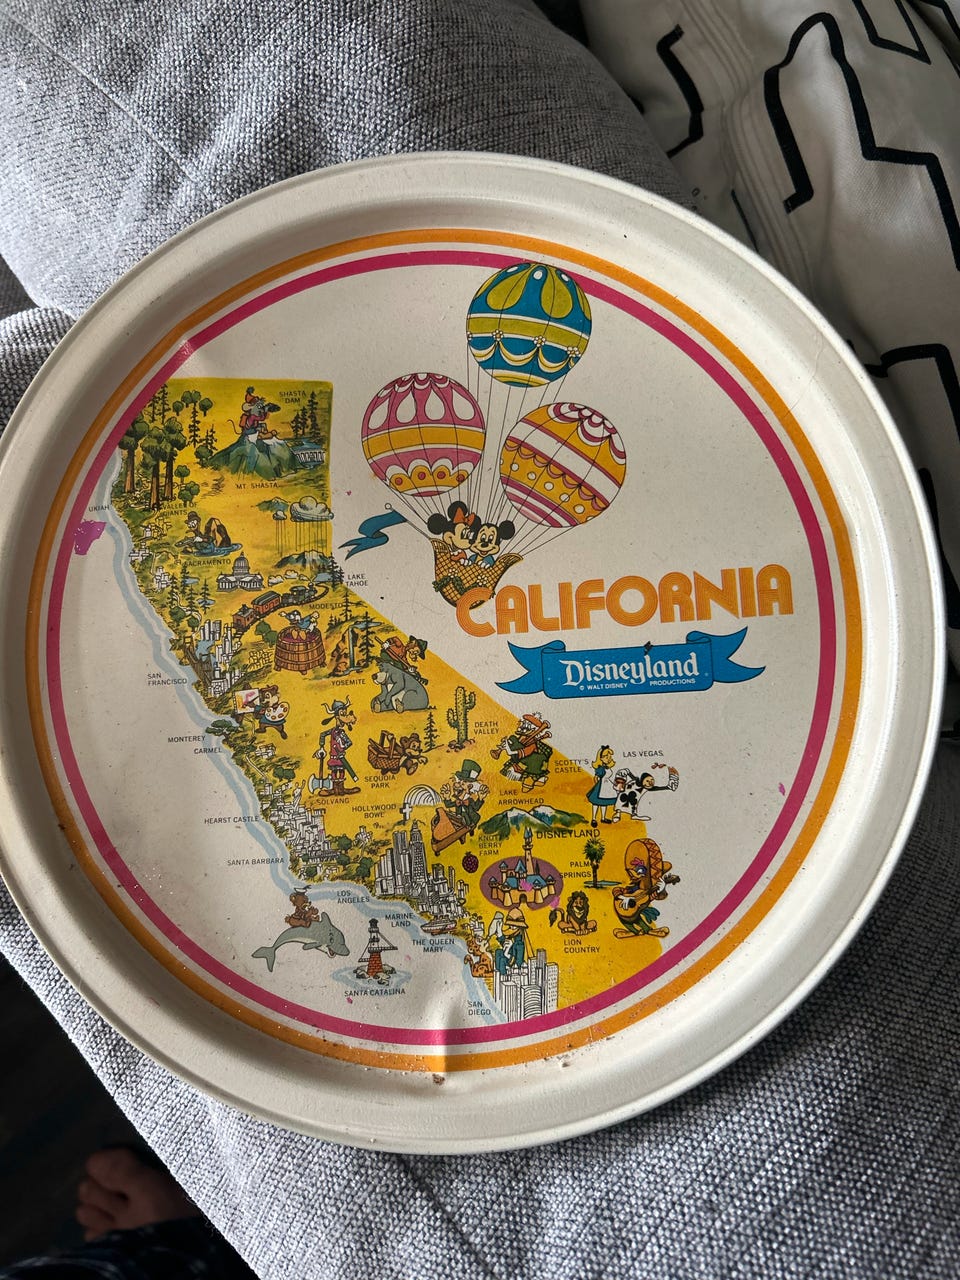 SHASTA
DAM
MT. SHASTA
UKIAH
VALLEY OF
GIANTS
SACRAMENTO
LAKE
TAHOE
MODESTO
CALIFORNIA
Disneyland
© WALT DISNEY PRODUCTIONS
SAN
FRANCISCO
YOSEMITE
MONTEREY
CARMEL
DEATH
VALLEY
SCOTTY'S
CASTLE
LAS VEGAS
SEQUOIA
PARK
SOLVANG
LAKE
ARROWHEAD
HOLLYWOOD
BOWL
HEARST CASTLE
DISNEYLAND
KNOTT
BERRY
FARM
SANTA BARBARA
PALM
SPRINGS
LOS
ANGELES
MARINE
LAND
THE QUEEN
MARY
LION
COUNTRY
SANTA CATALINA
SAN
DIEGO